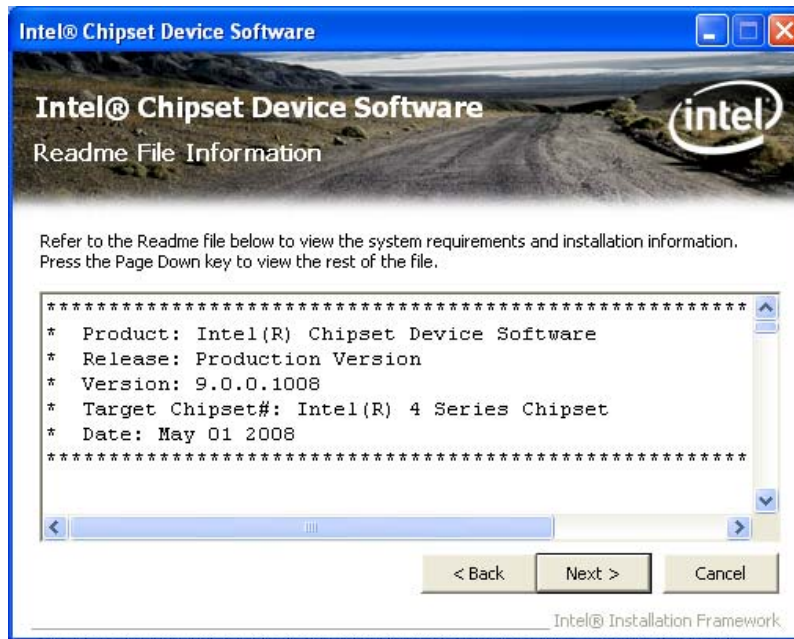 Intel® Chipset Device Software
Intel® Chipset Device Software
intel
Readme File Information
Refer to the Readme file below to view the system requirements and installation information.
Press the Page Down key to view the rest of the file.
********************************************************
* Product: Intel(R) Chipset Device Software
* Release: Production Version
* Version: 9.0.0.1008
* Target Chipset#: Intel(R) 4 Series Chipset
* Date: May 01 2008
********************************************************
< Back Next > Cancel
Intel® Installation Framework